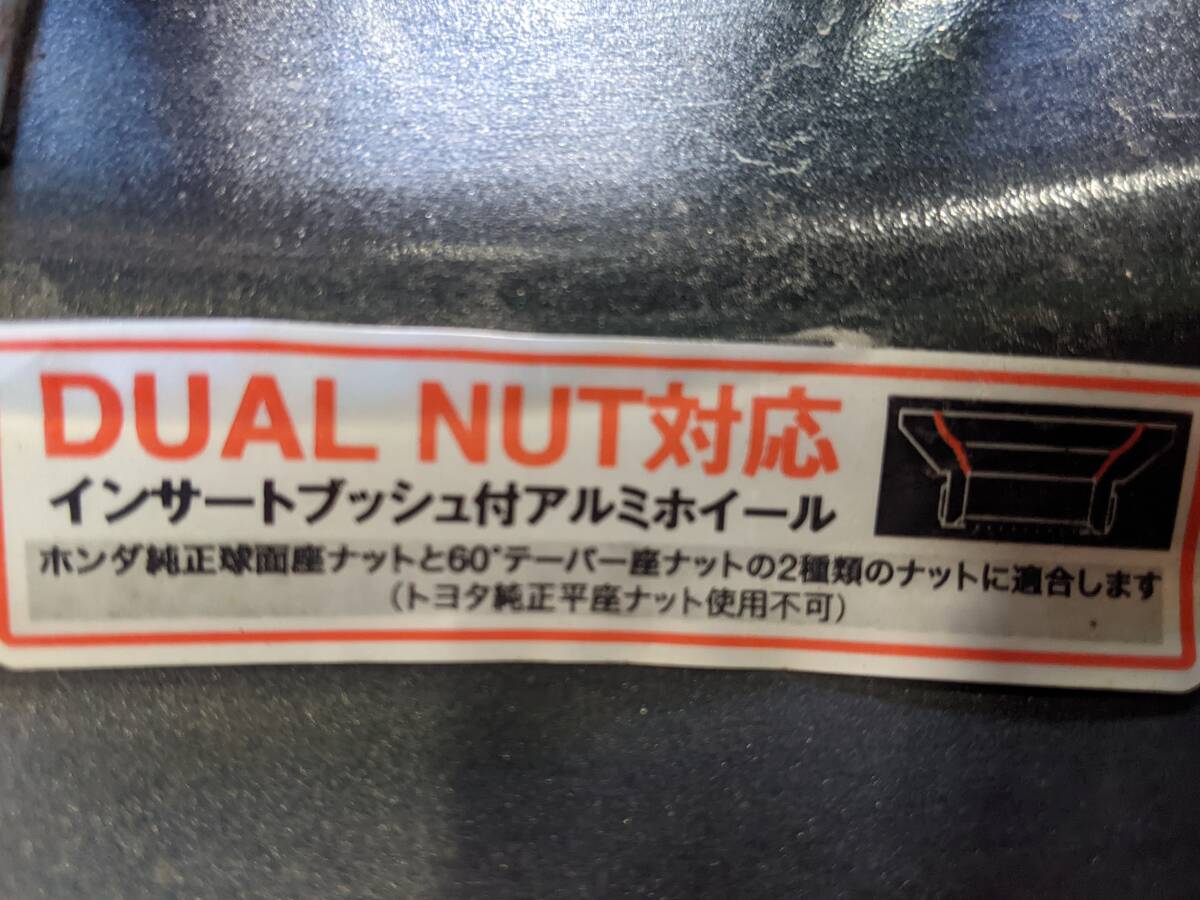 DUAL NUT対応
インサートブッシュ付アルミホイール
ホンダ純正球面座ナットと60°テーパー座ナットの2種類のナットに適合します
(トヨタ純正平座ナット使用不可)